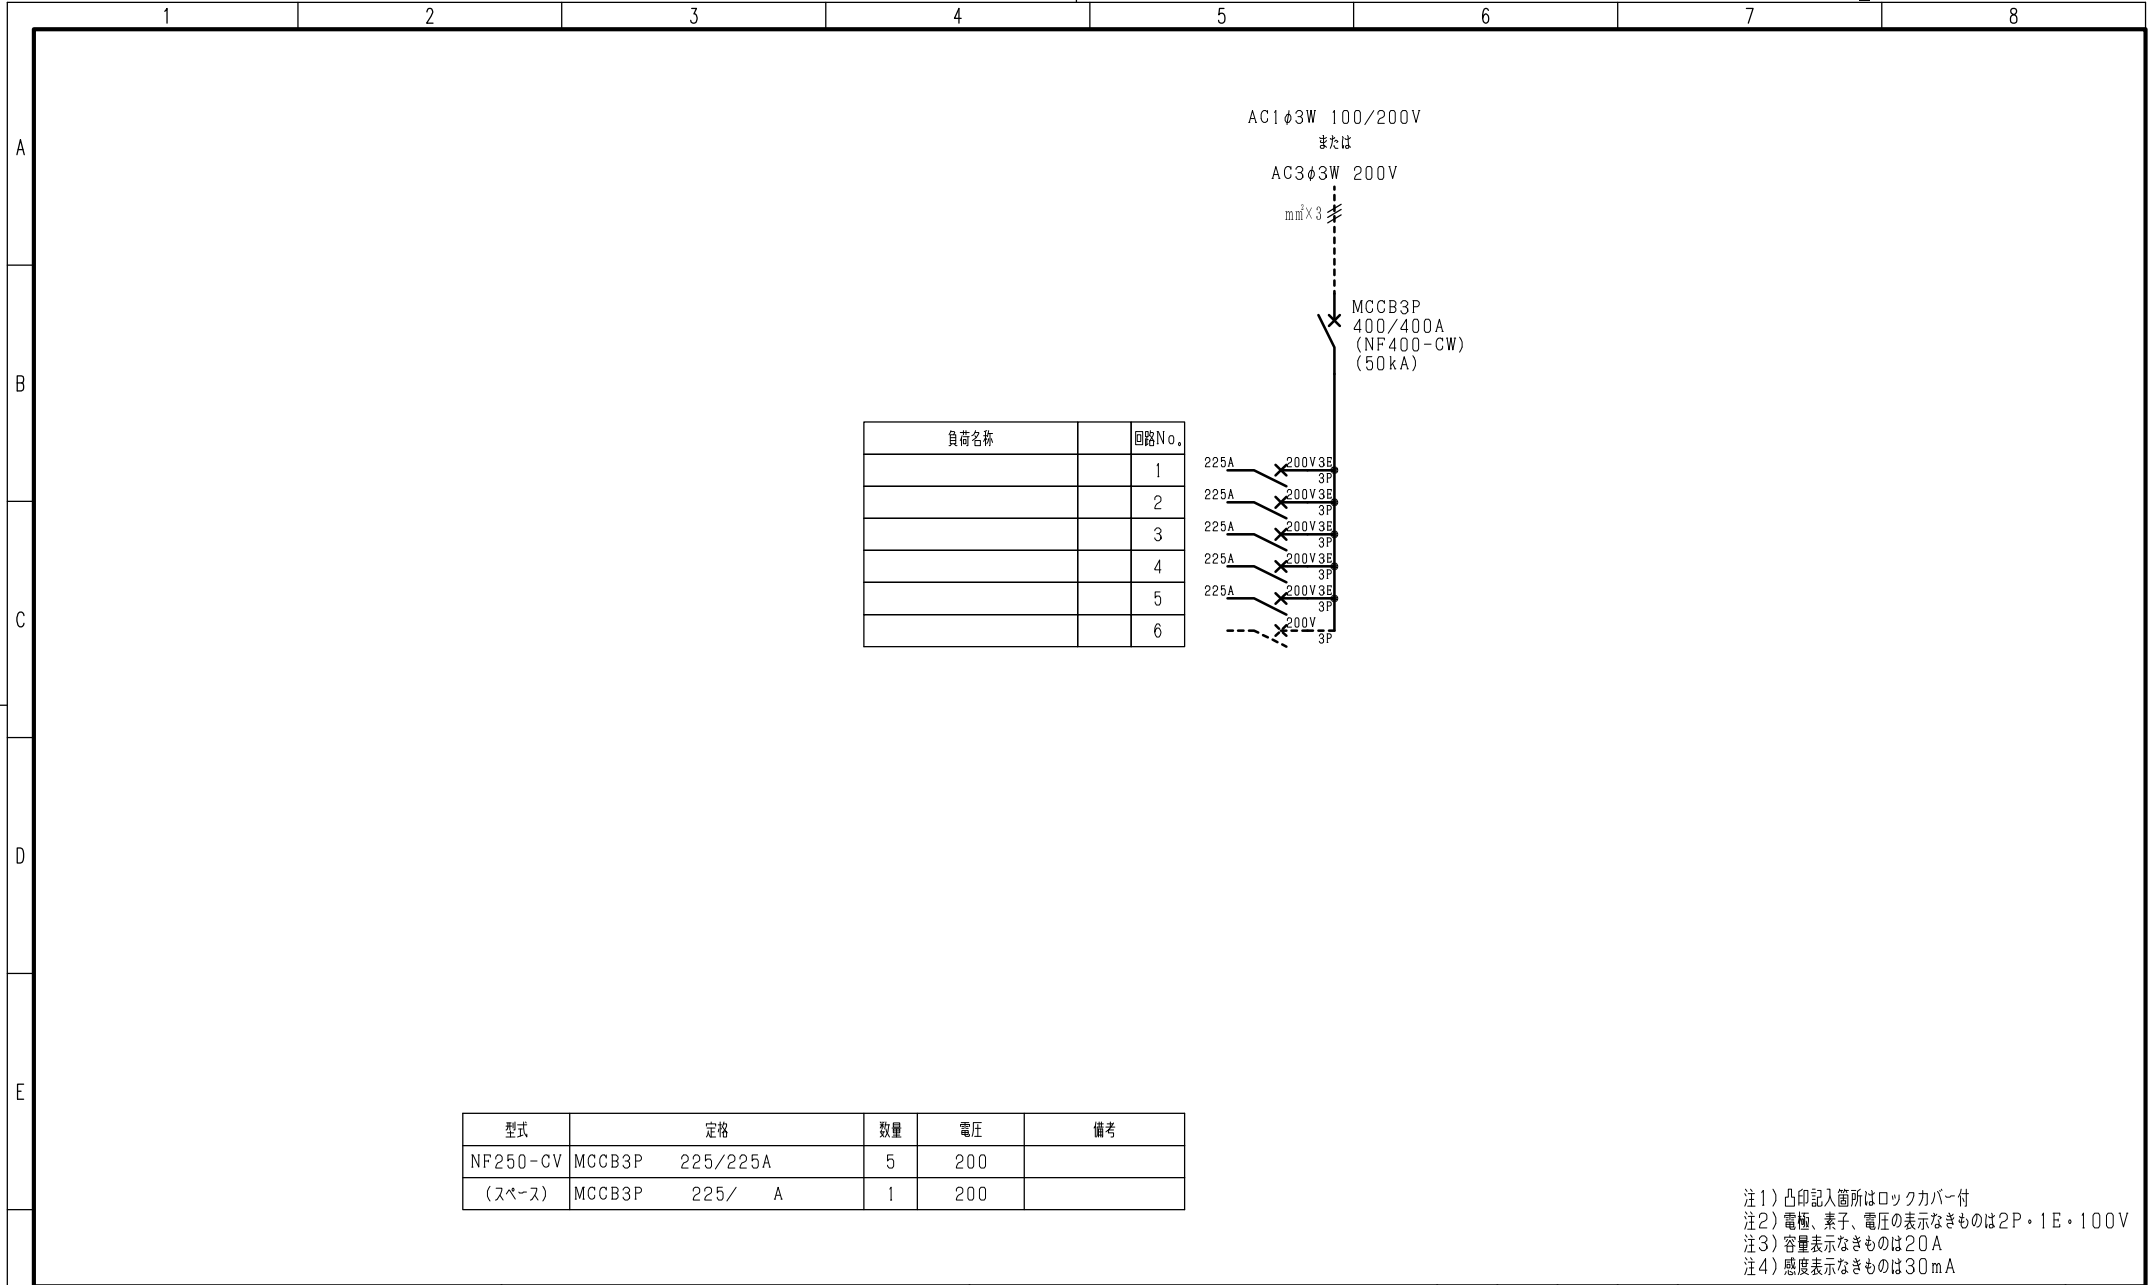 1 2 3 4 5 6 7 8
A
B
C
D
E
AC1φ3W 100/200V
または
AC3φ3W 200V
mm²×3
MCCB3P
400/400A
(NF400-CW)
(50kA)
負荷名称 回路No.
1 225A 200V3E 3P
2 225A 200V3E 3P
3 225A 200V3E 3P
4 225A 200V3E 3P
5 225A 200V3E 3P
6 200V 3P
型式 定格 数量 電圧 備考
NF250-CV MCCB3P 225/225A 5 200
(スペース) MCCB3P 225/ A 1 200
注1)凸印記入箇所はロックカバー付
注2)電極、素子、電圧の表示なきものは2P・1E・100V
注3)容量表示なきものは20A
注4)感度表示なきものは30mA